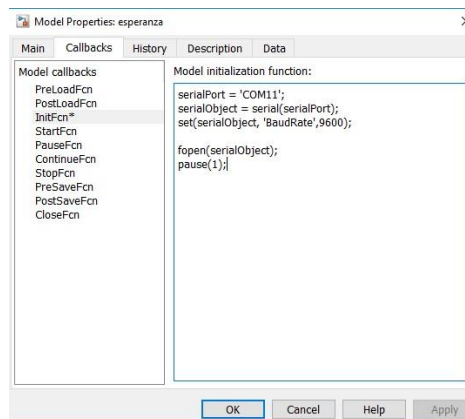 Model Properties: esperanza
Main Callbacks History Description Data
Model callbacks
PreLoadFcn
PostLoadFcn
InitFcn*
StartFcn
PauseFcn
ContinueFcn
StopFcn
PreSaveFcn
PostSaveFcn
CloseFcn
Model initialization function:
serialPort = 'COM11';
serialObject = serial(serialPort);
set(serialObject, 'BaudRate',9600);
fopen(serialObject);
pause(1);
OK Cancel Help Apply